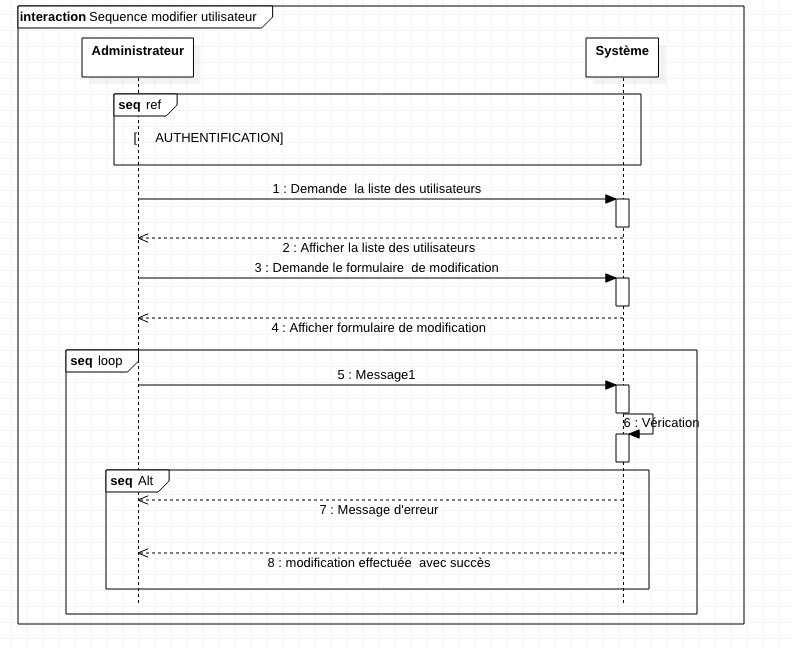 interaction Sequence modifier utilisateur
Administrateur
Système
seq ref
[ AUTHENTIFICATION]
1 : Demande  la liste des utilisateurs
2 : Afficher la liste des utilisateurs
3 : Demande le formulaire  de modification
4 : Afficher formulaire de modification
seq loop
5 : Message1
6 : Vérication
seq Alt
7 : Message d'erreur
8 : modification effectuée  avec succès